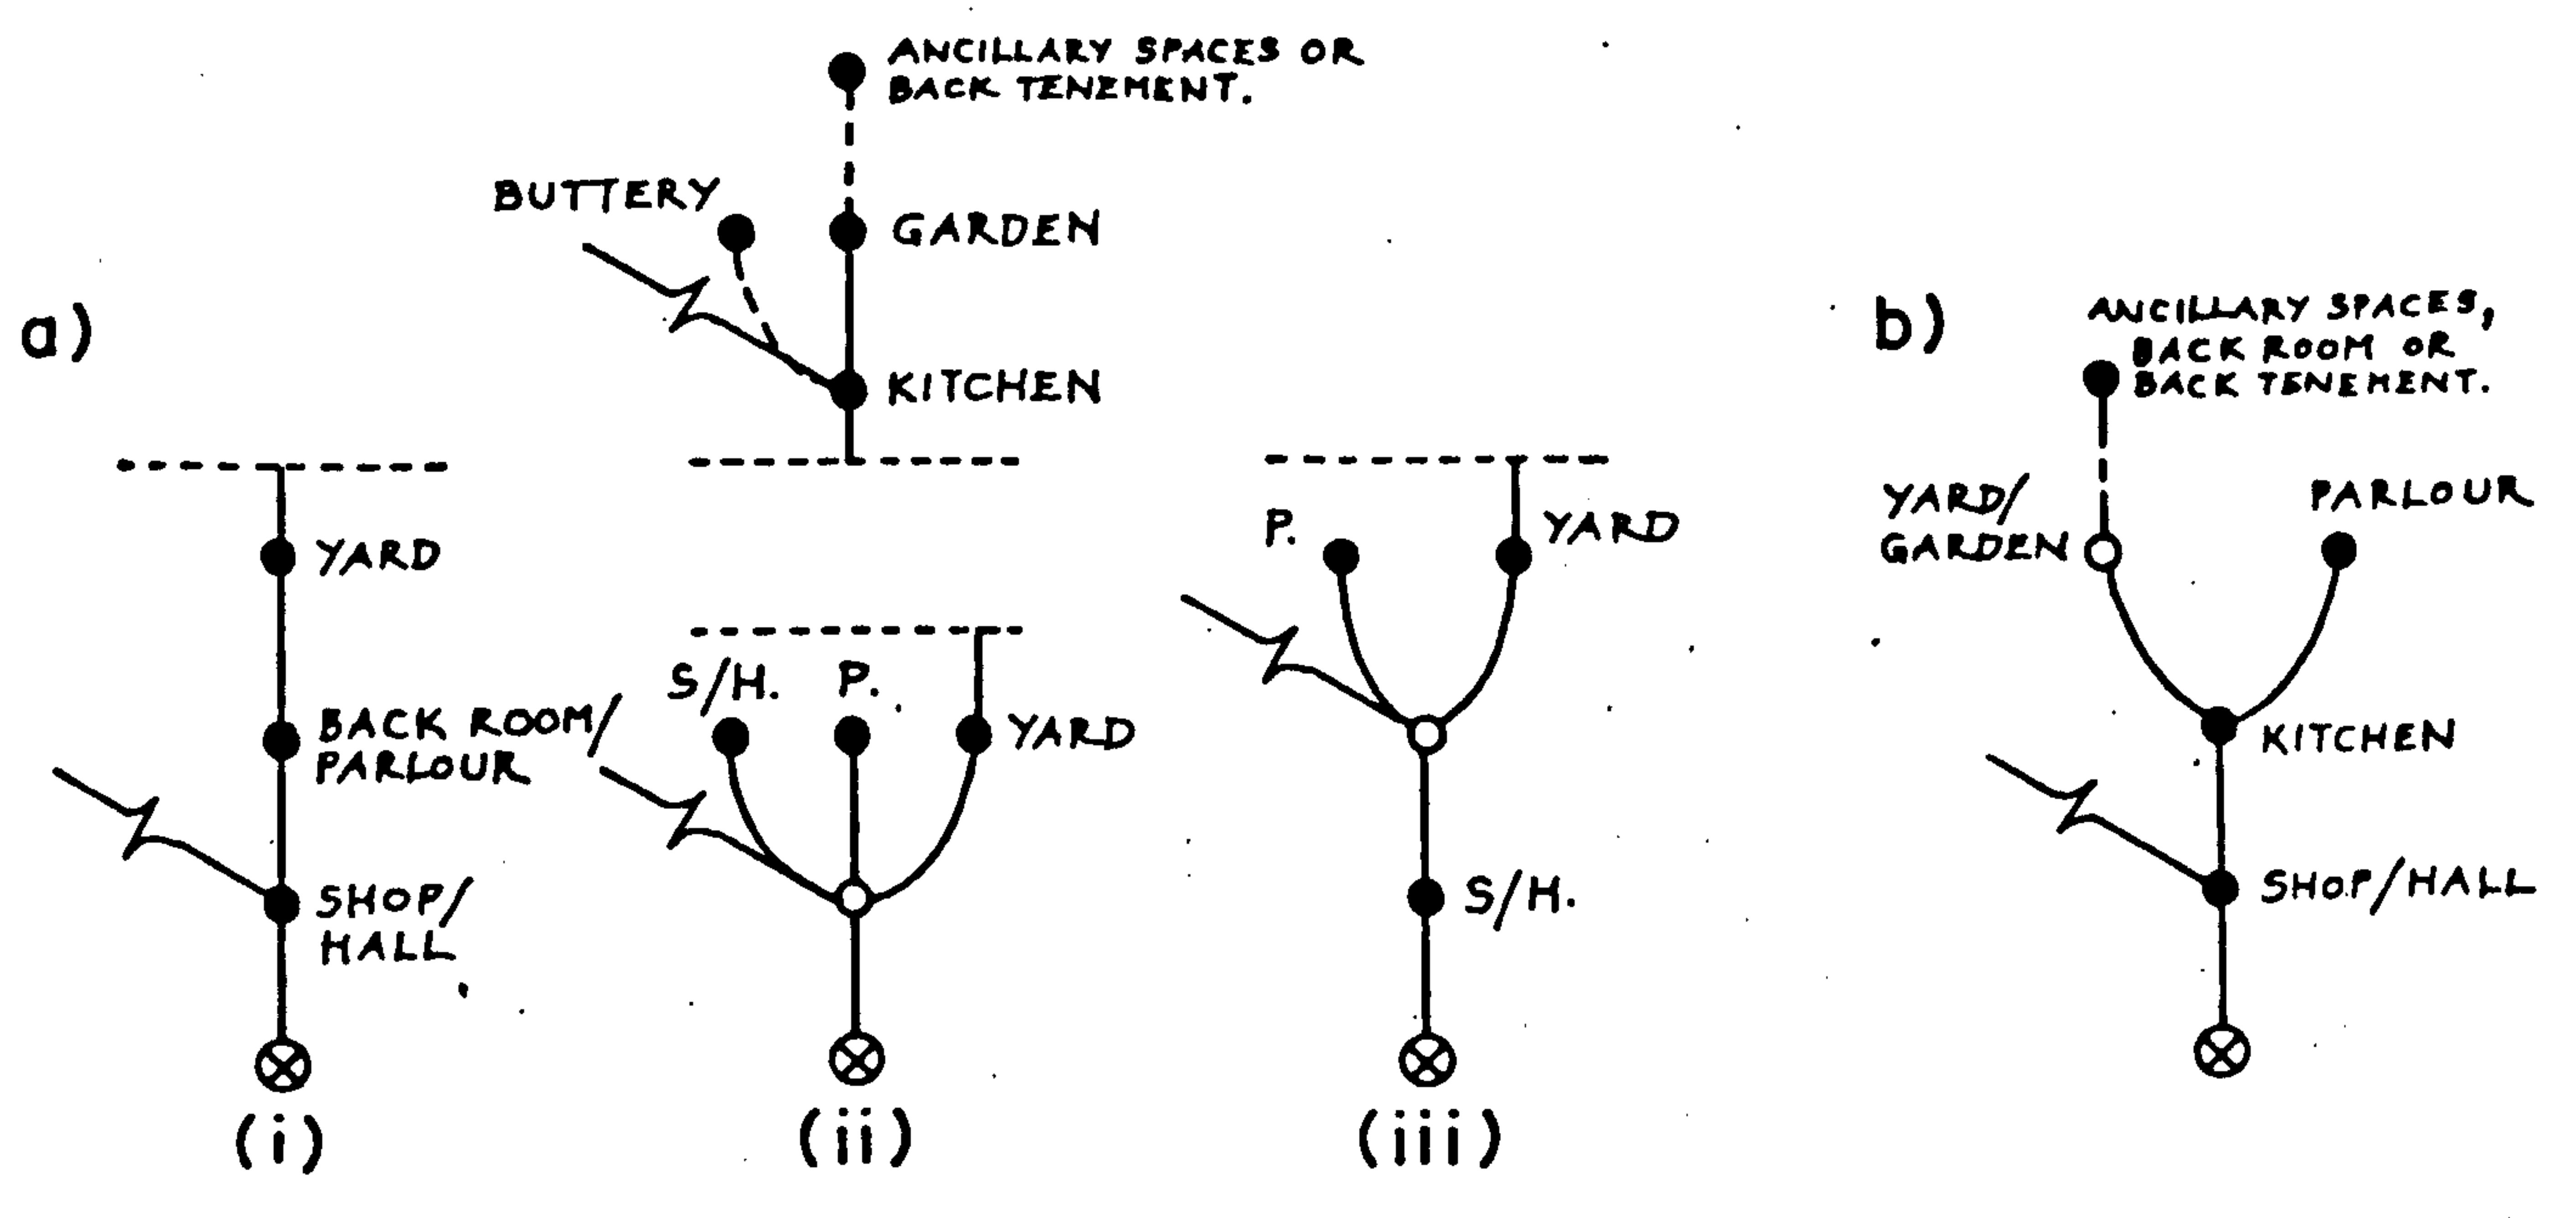 ANCILLARY SPACES OR
BACK TENEMENT.
BUTTERY
GARDEN
KITCHEN
a)
YARD
BACK ROOM/
PARLOUR
SHOP/
HALL
(i)
S/H.
P.
YARD
(ii)
P.
YARD
S/H.
(iii)
b)
ANCILLARY SPACES,
BACK ROOM OR
BACK TENEMENT.
YARD/
GARDEN
PARLOUR
KITCHEN
SHOP/HALL